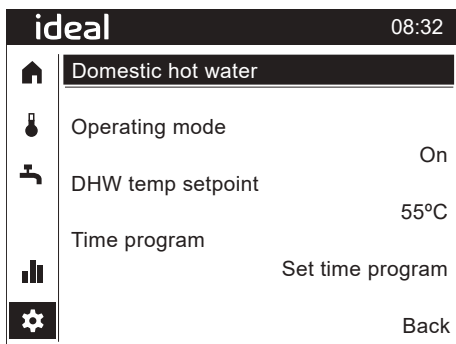 ideal
08:32
Domestic hot water
Operating mode
On
DHW temp setpoint
55ºC
Time program
Set time program
Back